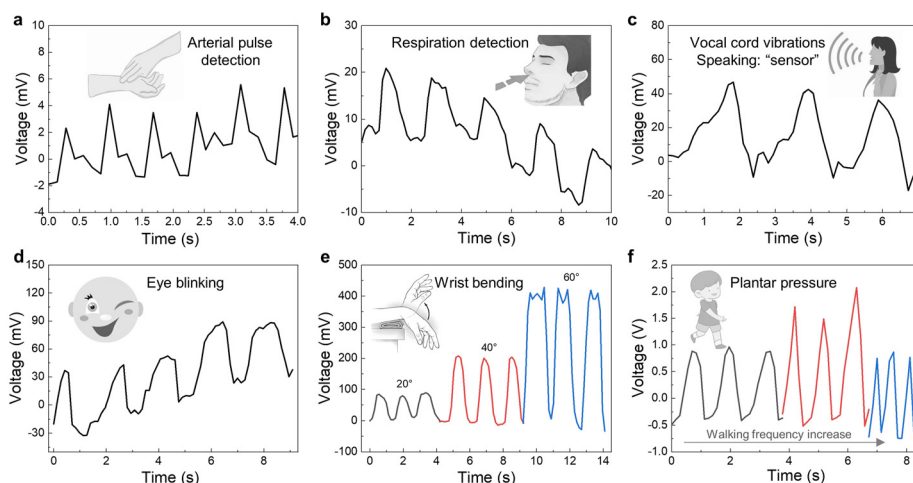 a
Arterial pulse
detection
Voltage (mV)
10
8
6
4
2
0
-2
-4
0.0 0.5 1.0 1.5 2.0 2.5 3.0 3.5 4.0
Time (s)
b
Respiration detection
Voltage (mV)
30
20
10
0
-10
0 2 4 6 8 10
Time (s)
c
Vocal cord vibrations
Speaking: “sensor”
Voltage (mV)
80
60
40
20
0
-20
0 1 2 3 4 5 6
Time (s)
d
Eye blinking
Voltage (mV)
150
120
90
60
30
0
-30
0 2 4 6 8
Time (s)
e
Wrist bending
60°
40°
20°
Voltage (mV)
500
400
300
200
100
0
-100
0 2 4 6 8 10 12 14
Time (s)
f
Plantar pressure
Voltage (V)
2.5
2.0
1.5
1.0
0.5
0.0
-0.5
-1.0
Walking frequency increase
0 2 4 6 8
Time (s)